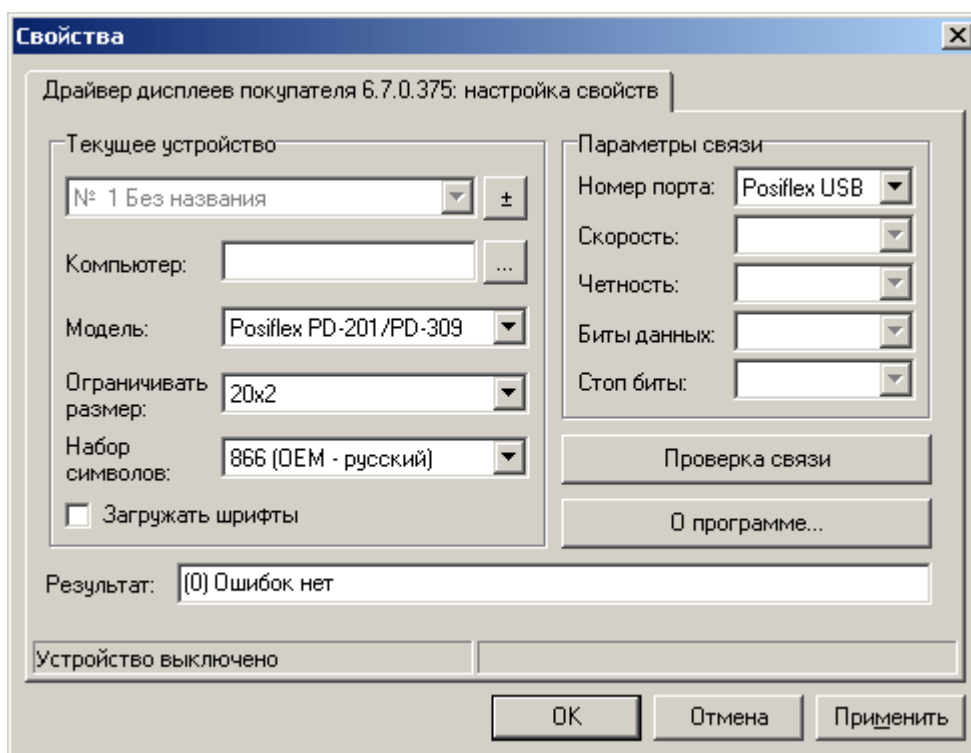 Свойства
Драйвер дисплеев покупателя 6.7.0.375: настройка свойств
Текущее устройство
№ 1 Без названия
±
Компьютер:
...
Модель:
Posiflex PD-201/PD-309
Ограничивать
размер:
20x2
Набор
символов:
866 (OEM - русский)
Загружать шрифты
Параметры связи
Номер порта:
Posiflex USB
Скорость:
Четность:
Биты данных:
Стоп биты:
Проверка связи
О программе...
Результат:
(0) Ошибок нет
Устройство выключено
OK
Отмена
Применить